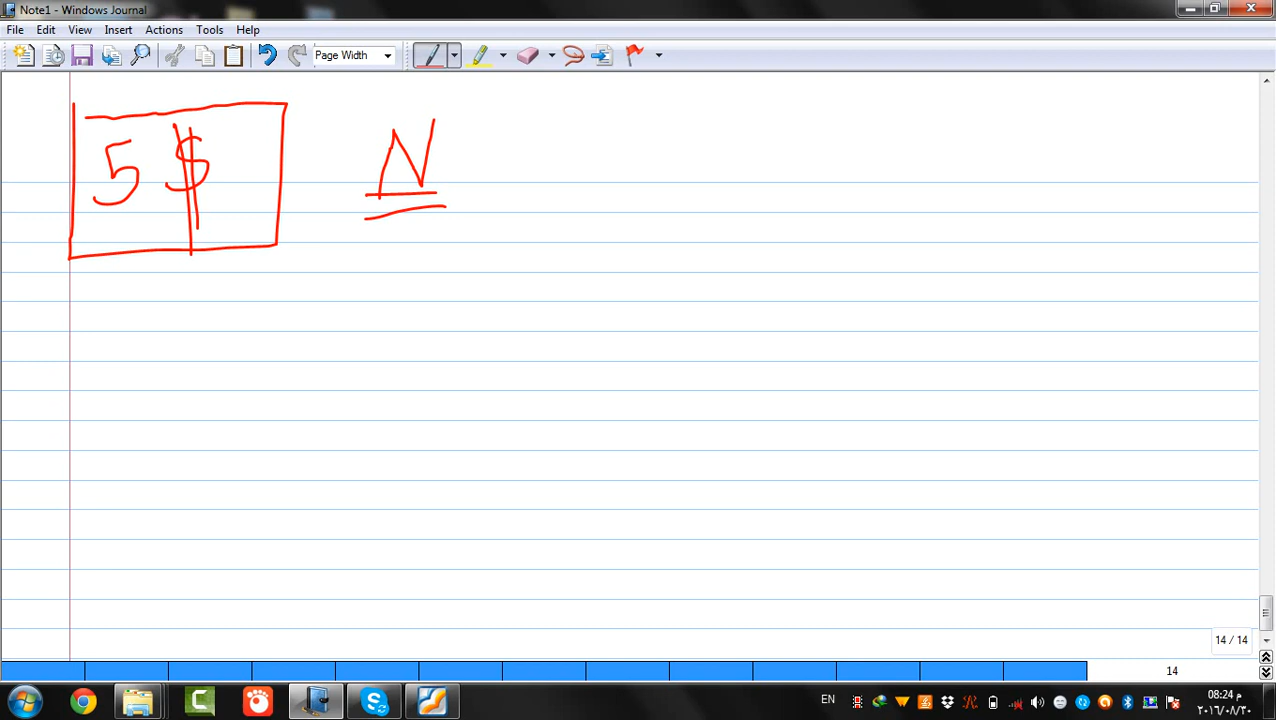 Note1 - Windows Journal
File Edit View Insert Actions Tools Help
Page Width
5 $ N
14 / 14
14
EN
08:24 م
٢٠١٦/٠٨/٣٠